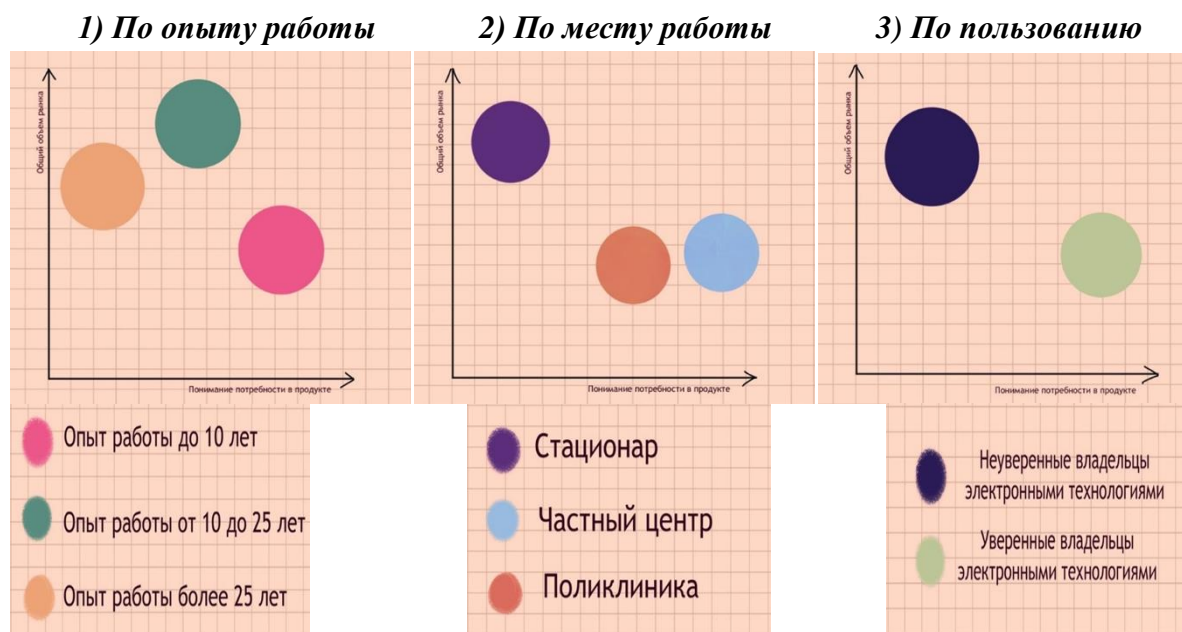 1) По опыту работы
2) По месту работы
3) По пользованию
Общий объем рынка
Понимание потребности в продукте
Общий объем рынка
Понимание потребности в продукте
Общий объем рынка
Понимание потребности в продукте
Опыт работы до 10 лет
Опыт работы от 10 до 25 лет
Опыт работы более 25 лет
Стационар
Частный центр
Поликлиника
Неуверенные владельцы
электронными технологиями
Уверенные владельцы
электронными технологиями